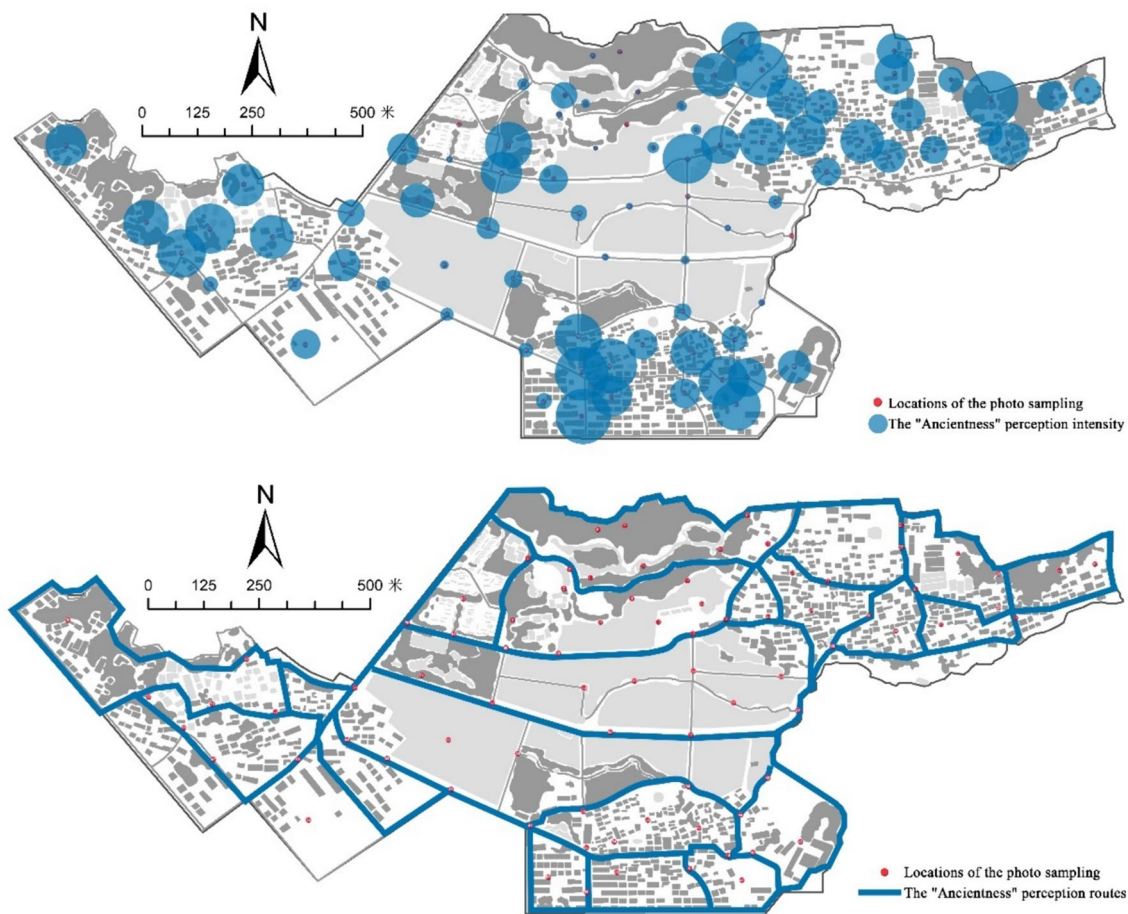 N
0 125 250 500 米
Locations of the photo sampling
The "Ancientness" perception intensity
N
0 125 250 500 米
Locations of the photo sampling
The "Ancientness" perception routes